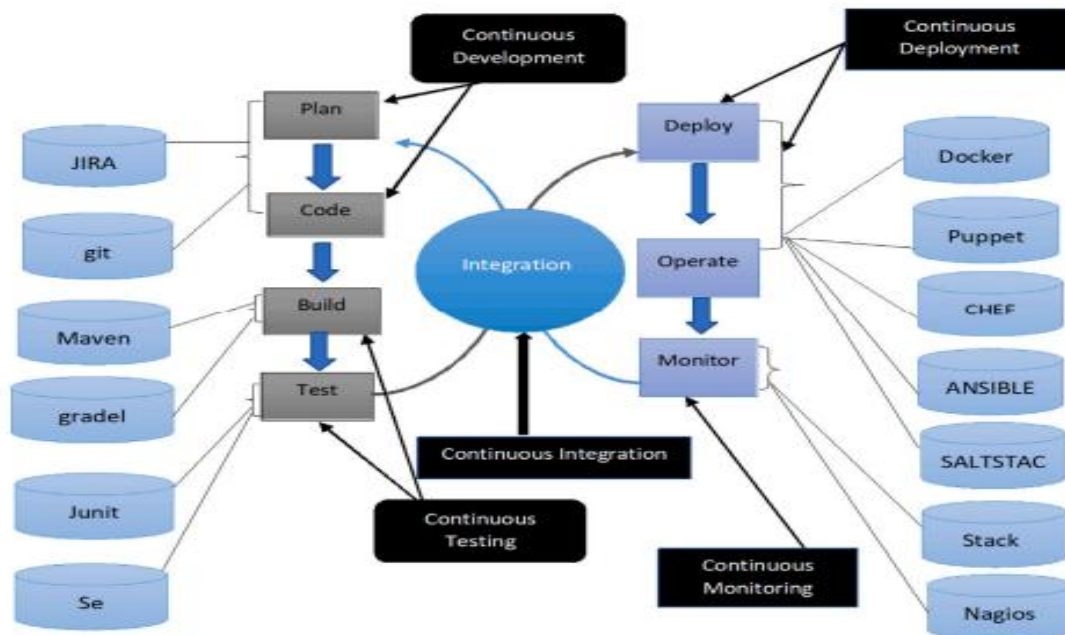 Continuous
Development
Continuous
Deployment
Plan
Deploy
JIRA
Docker
Code
git
Puppet
Integration
Operate
Build
CHEF
Maven
Monitor
Test
gradel
ANSIBLE
Continuous Integration
SALTSTAC
Junit
Continuous
Testing
Stack
Continuous
Monitoring
Se
Nagios